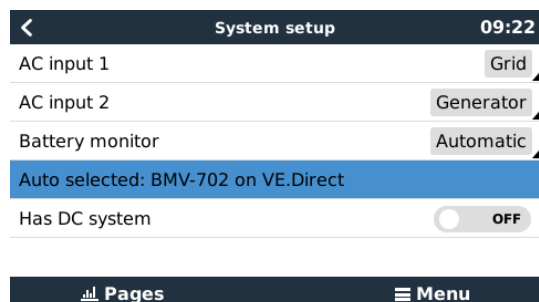 System setup 09:22
AC input 1 Grid
AC input 2 Generator
Battery monitor Automatic
Auto selected: BMV-702 on VE.Direct
Has DC system OFF
Pages Menu